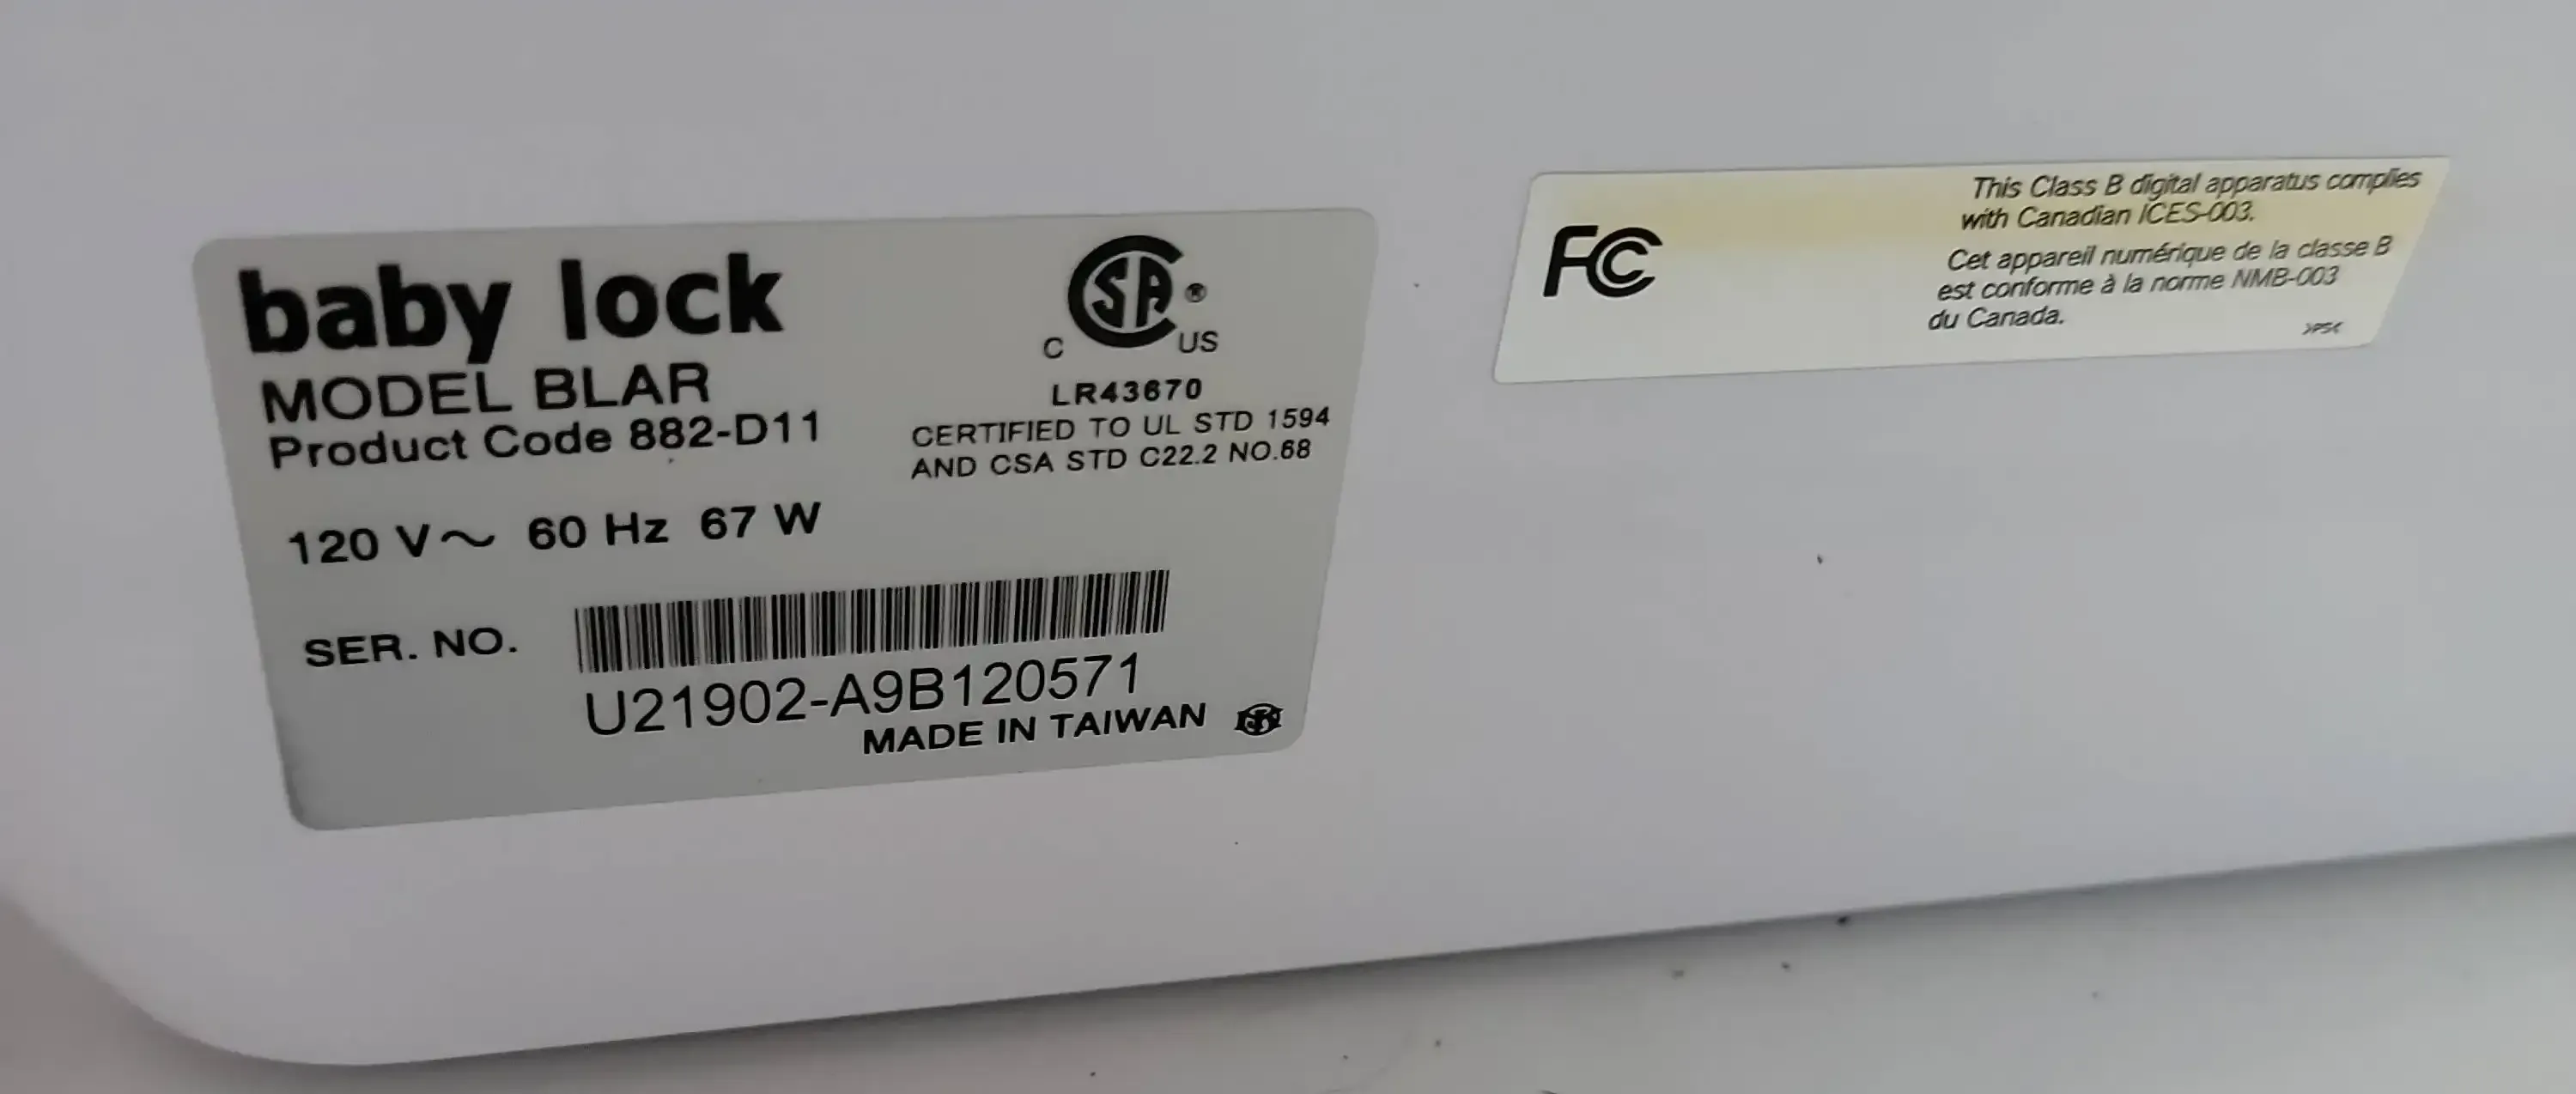 baby lock
MODEL BLAR
Product Code 882-D11
120 V~ 60 Hz 67 W
SER. NO.
U21902-A9B120571
MADE IN TAIWAN
CSA®
C US
LR43670
CERTIFIED TO UL STD 1594
AND CSA STD C22.2 NO.68
FC
This Class B digital apparatus complies
with Canadian ICES-003.
Cet appareil numérique de la classe B
est conforme à la norme NMB-003
du Canada.
>PS<